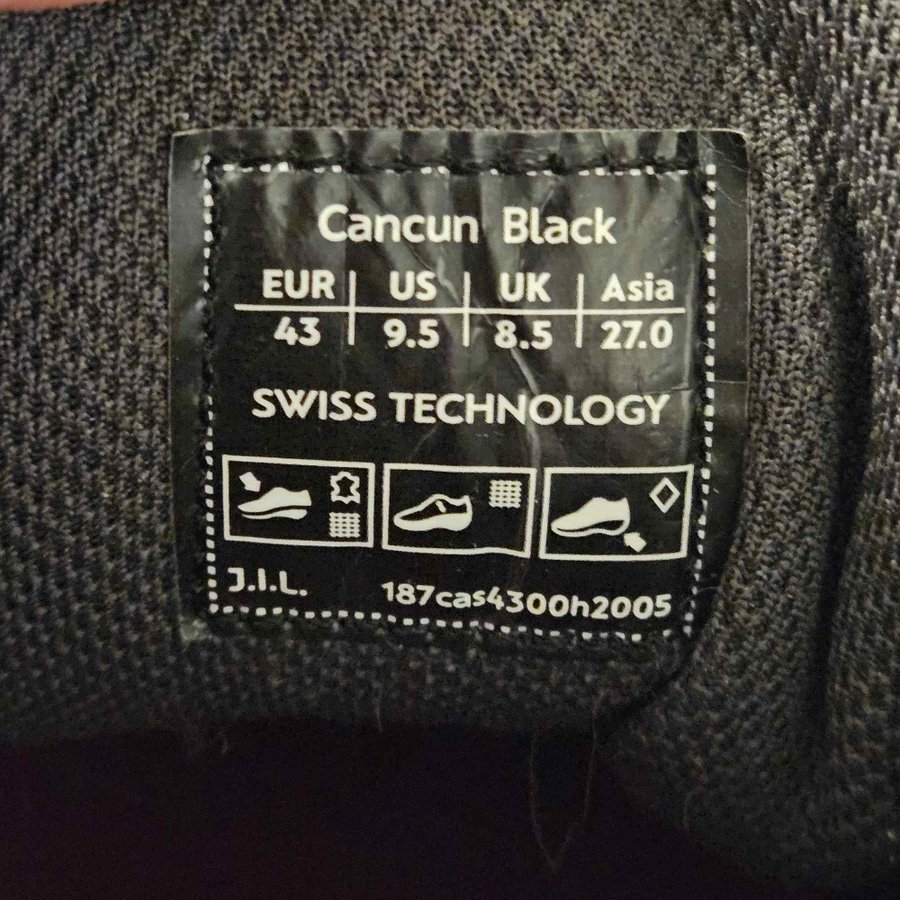 Cancun Black
EUR US UK Asia
43 9.5 8.5 27.0
SWISS TECHNOLOGY
J.I.L. 187cas4300h2005